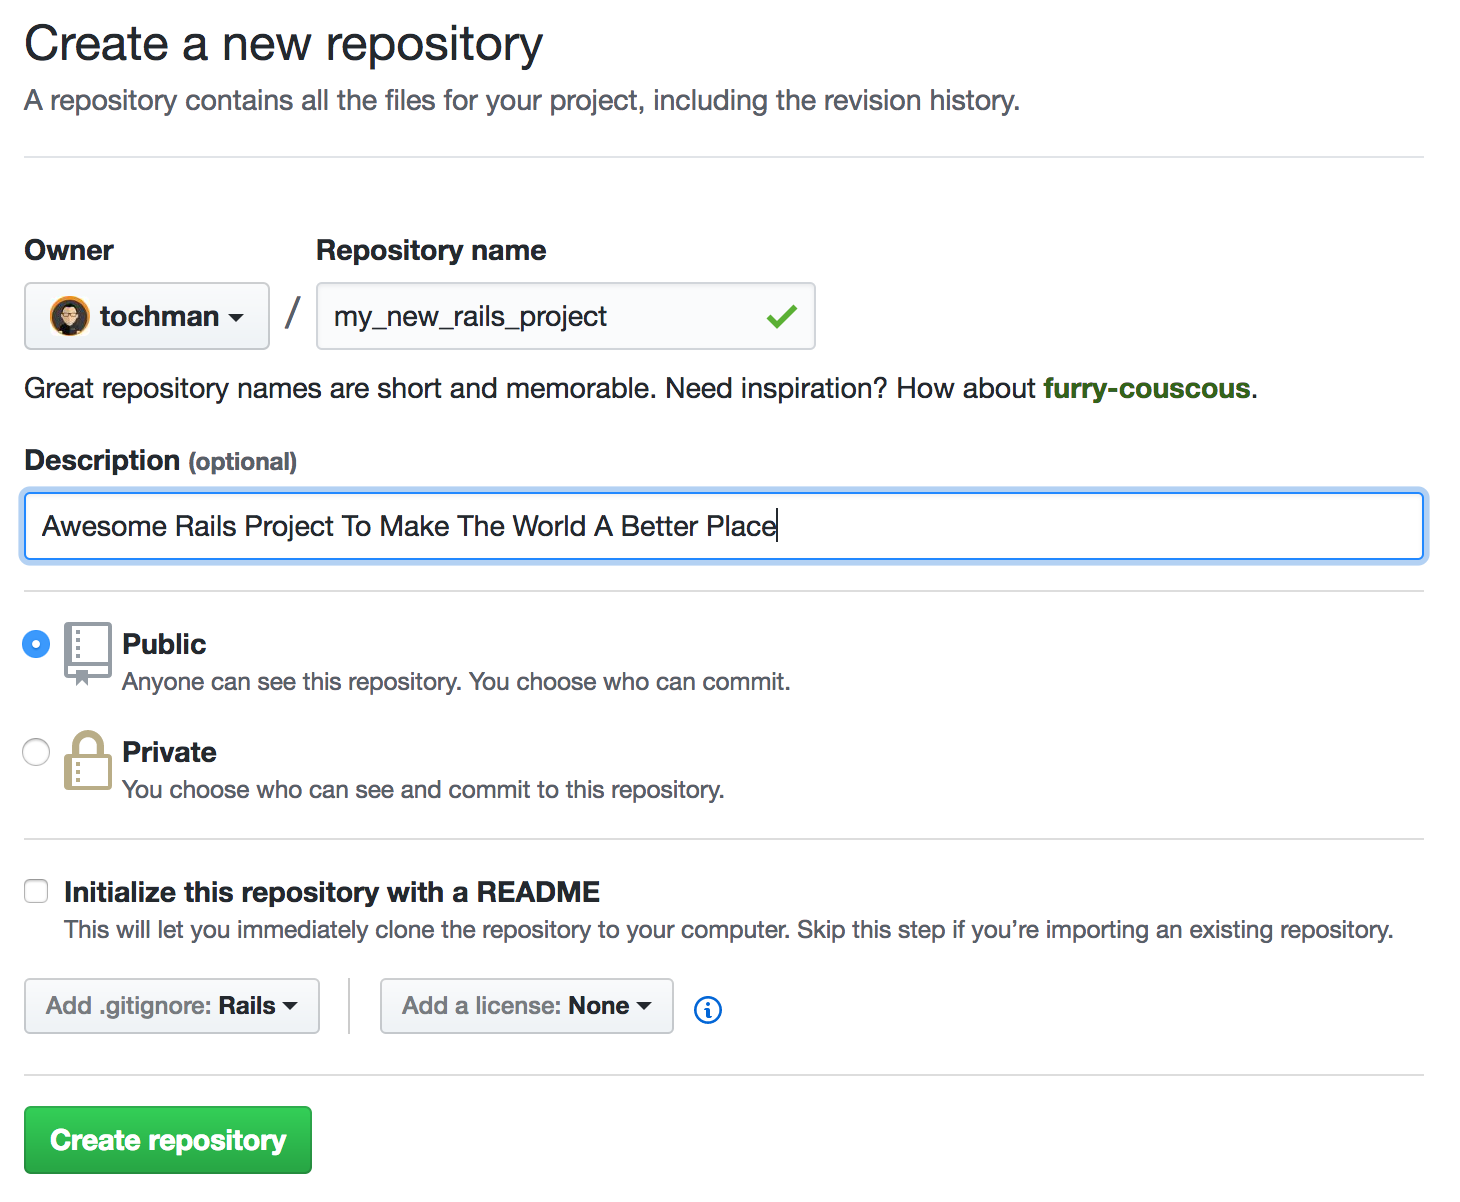 Create a new repository
A repository contains all the files for your project, including the revision history.
Owner
Repository name
tochman / my_new_rails_project
Great repository names are short and memorable. Need inspiration? How about furry-couscous.
Description (optional)
Awesome Rails Project To Make The World A Better Place
Public
Anyone can see this repository. You choose who can commit.
Private
You choose who can see and commit to this repository.
Initialize this repository with a README
This will let you immediately clone the repository to your computer. Skip this step if you’re importing an existing repository.
Add .gitignore: Rails
Add a license: None
Create repository